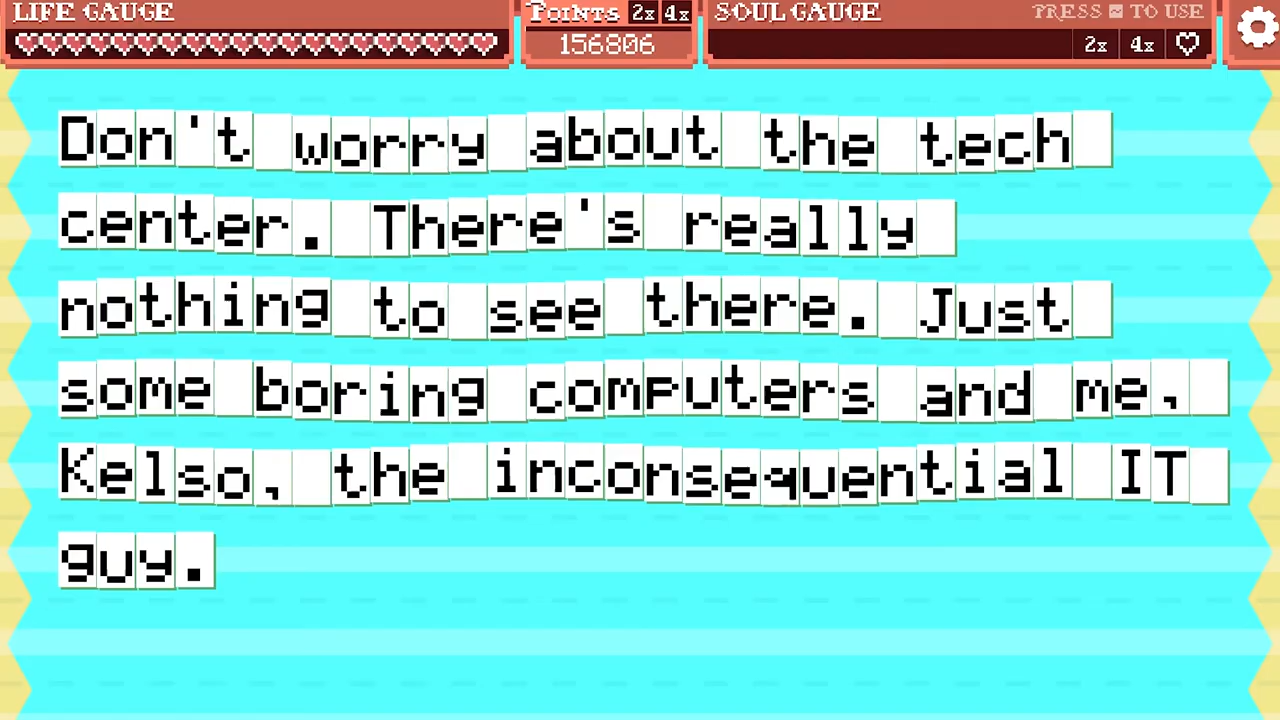 LIFE GAUGE
POINTS 2x 4x
156806
SOUL GAUGE
PRESS TO USE
2x 4x
Don't worry about the tech
center. There's really
nothing to see there. Just
some boring computers and me,
Kelso, the inconsequential IT
guy.